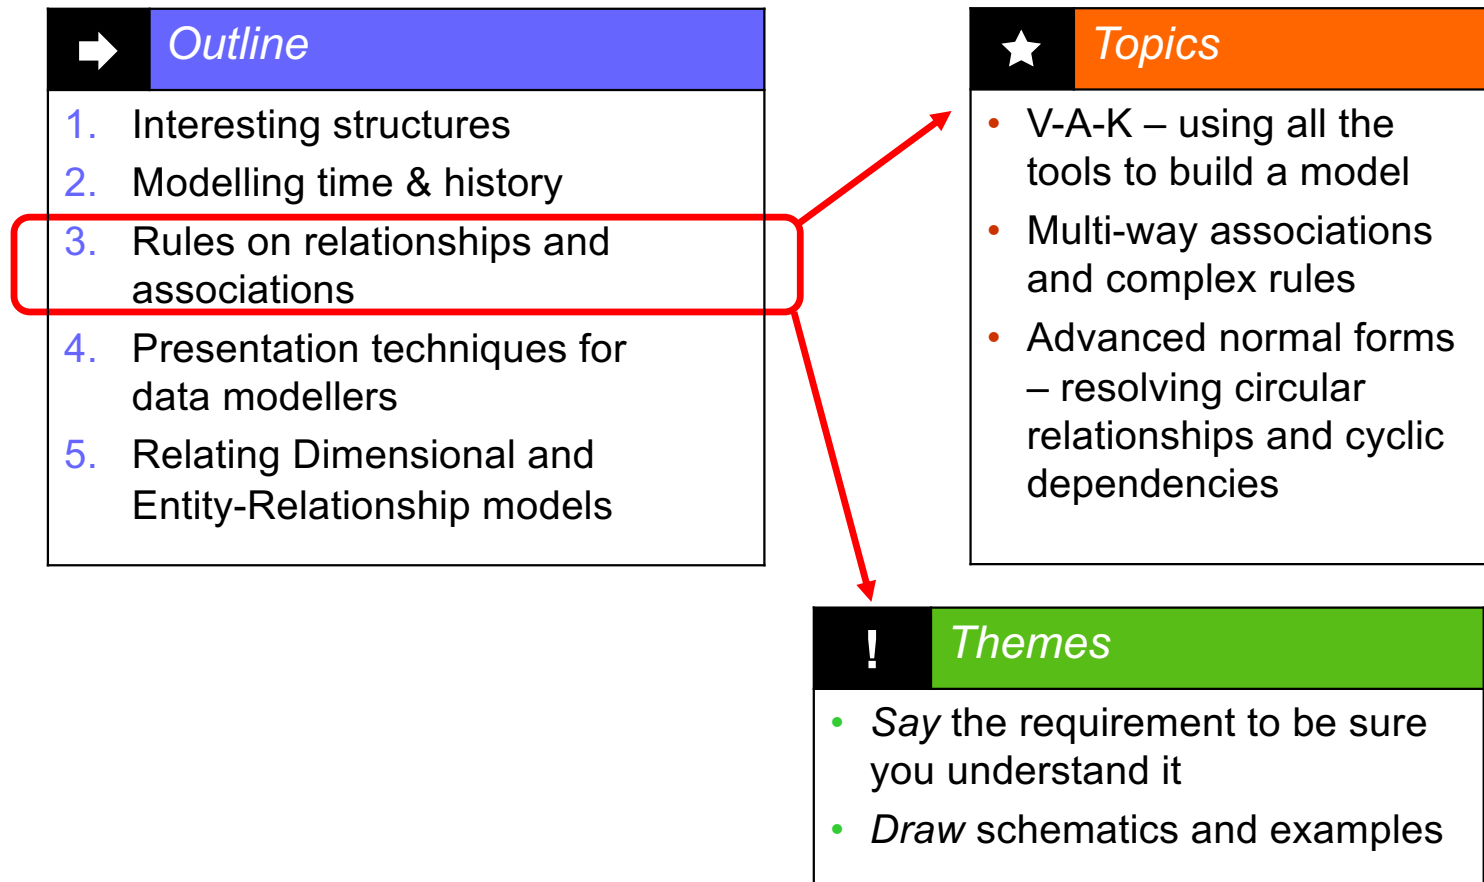 Outline
1. Interesting structures
2. Modelling time & history
3. Rules on relationships and
associations
4. Presentation techniques for
data modellers
5. Relating Dimensional and
Entity-Relationship models
Topics
• V-A-K – using all the
tools to build a model
• Multi-way associations
and complex rules
• Advanced normal forms
– resolving circular
relationships and cyclic
dependencies
! Themes
• Say the requirement to be sure
you understand it
• Draw schematics and examples